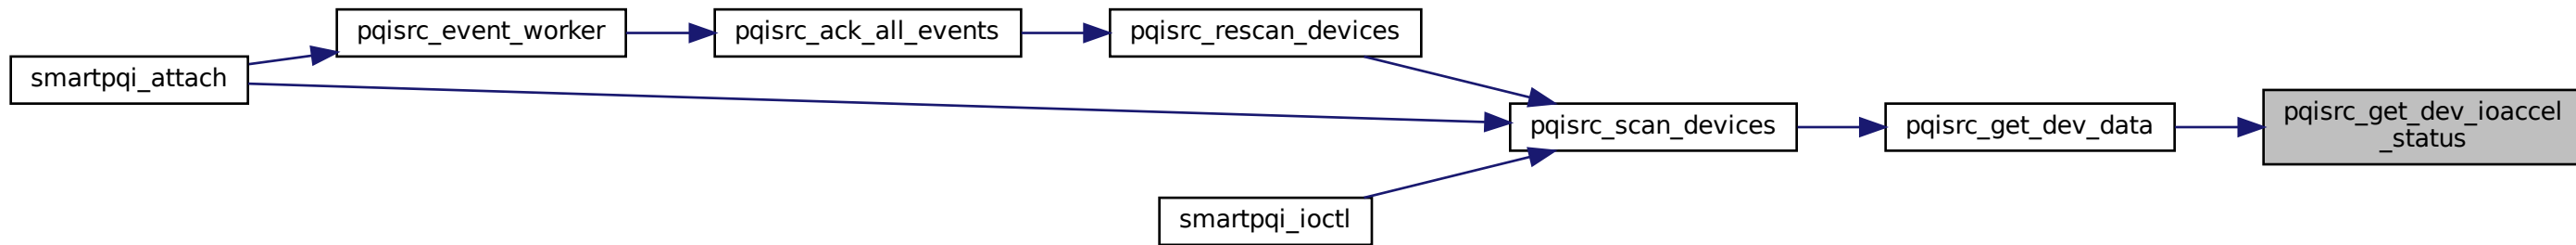 smartpqi_attach
pqisrc_event_worker
pqisrc_ack_all_events
pqisrc_rescan_devices
pqisrc_scan_devices
smartpqi_ioctl
pqisrc_get_dev_data
pqisrc_get_dev_ioaccel
_status